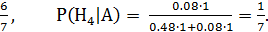 6/7, P(H₄|A) = 0.08·1/(0.48·1+0.08·1) = 1/7.